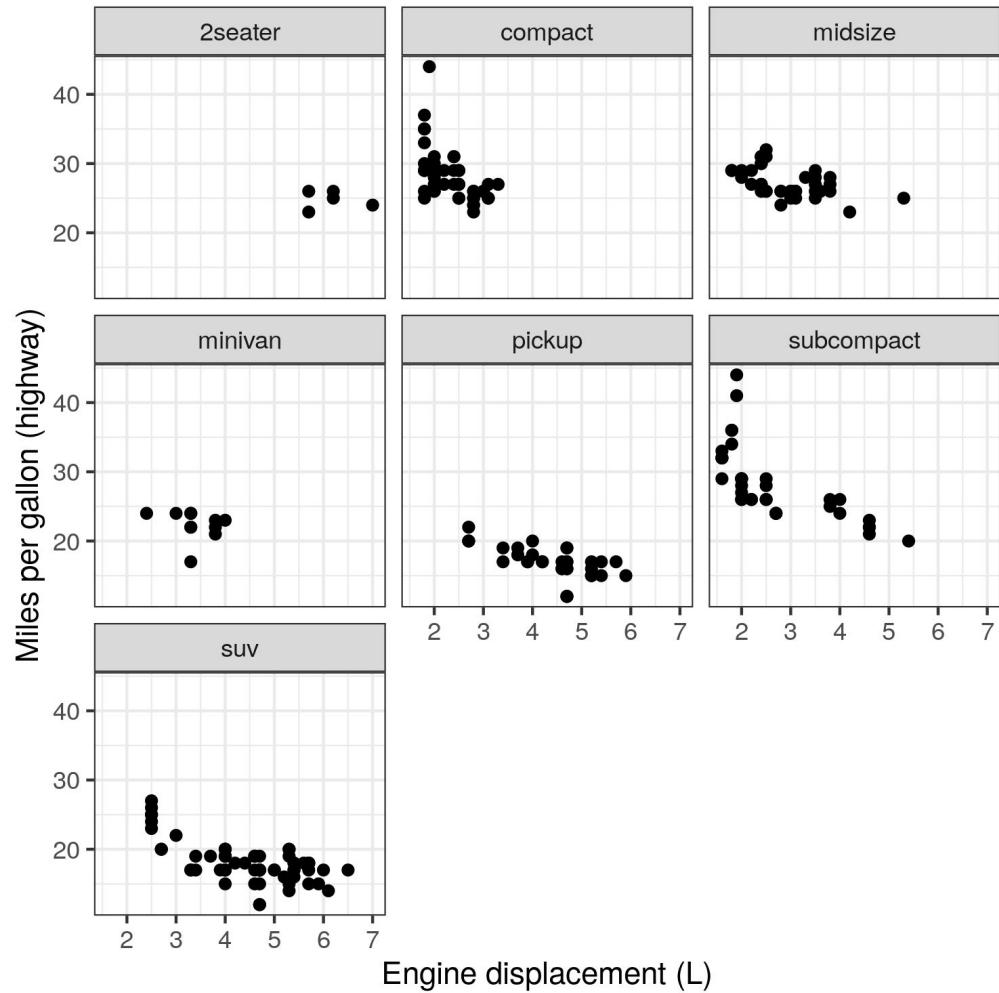 2seater
compact
midsize
40
30
20
minivan
pickup
subcompact
40
30
20
2 3 4 5 6 7
2 3 4 5 6 7
suv
40
30
20
2 3 4 5 6 7
Engine displacement (L)
Miles per gallon (highway)